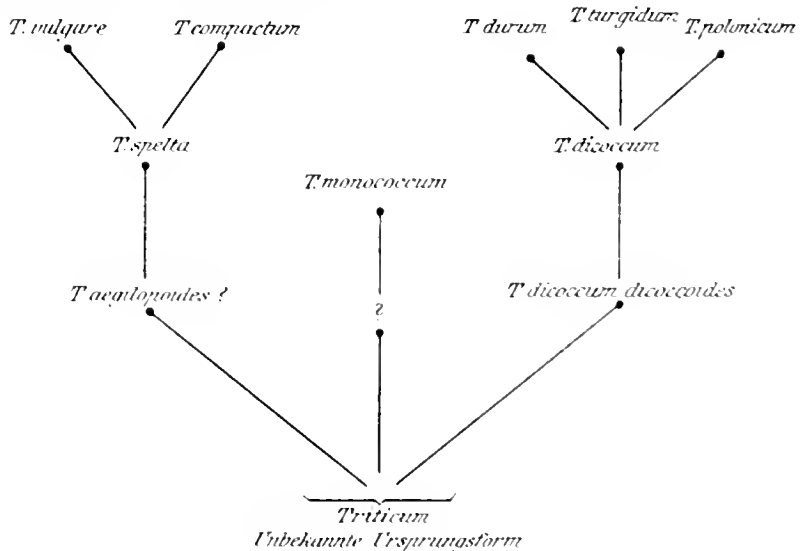 T. vulgare
T. compactum
T. durum
T. turgidum
T. polonicum
T. spelta
T. dicoccum
T. monococcum
T. aegilopoides ?
T. dicoccum dicoccoides
?
Triticum
Unbekannte Ursprungsform